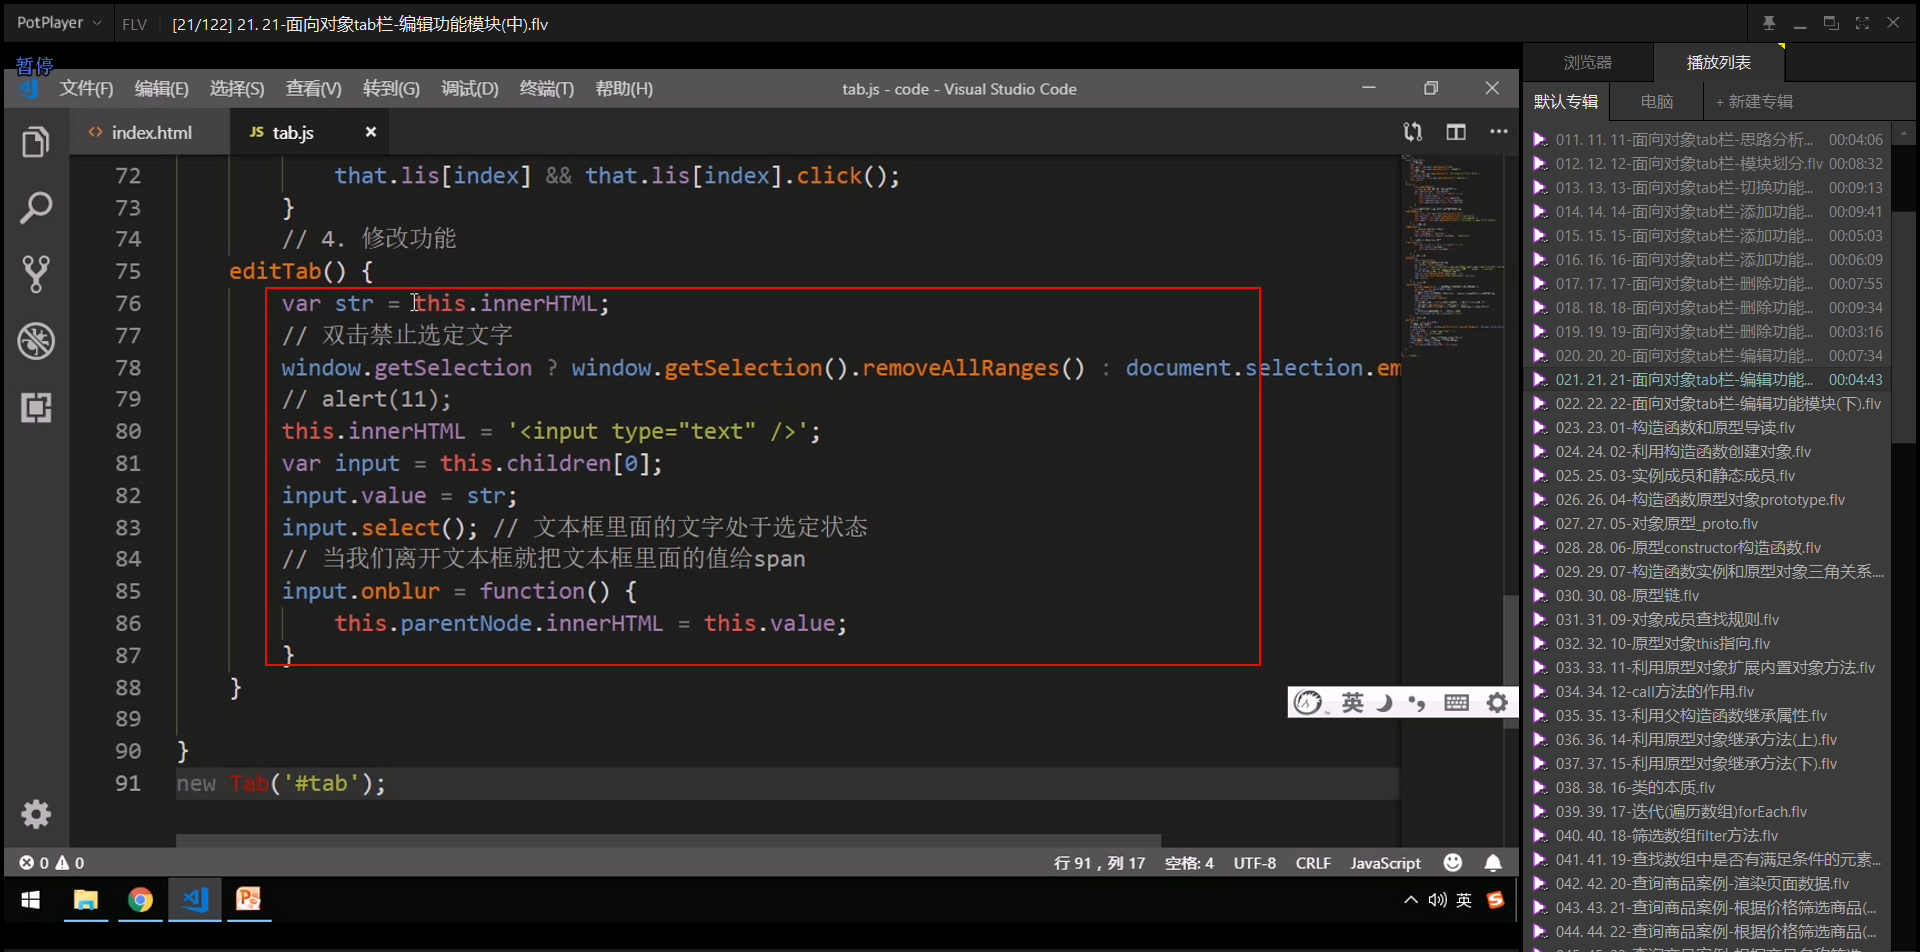 PotPlayer
FLV
[21/122] 21. 21-面向对象tab栏-编辑功能模块(中).flv
暂停
文件(F) 编辑(E) 选择(S) 查看(V) 转到(G) 调试(D) 终端(T) 帮助(H)
tab.js - code - Visual Studio Code
<> index.html
JS tab.js
72 that.lis[index] && that.lis[index].click();
73 }
74 // 4. 修改功能
75 editTab() {
76 var str = this.innerHTML;
77 // 双击禁止选定文字
78 window.getSelection ? window.getSelection().removeAllRanges() : document.selection.em
79 // alert(11);
80 this.innerHTML = '<input type="text" />';
81 var input = this.children[0];
82 input.value = str;
83 input.select(); // 文本框里面的文字处于选定状态
84 // 当我们离开文本框就把文本框里面的值给span
85 input.onblur = function() {
86 this.parentNode.innerHTML = this.value;
87 }
88 }
89
90 }
91 new Tab('#tab');
英
0 0
行 91，列 17 空格: 4 UTF-8 CRLF JavaScript
英
浏览器 播放列表
默认专辑 电脑 + 新建专辑
011. 11. 11-面向对象tab栏-思路分析... 00:04:06
012. 12. 12-面向对象tab栏-模块划分.flv 00:08:32
013. 13. 13-面向对象tab栏-切换功能... 00:09:13
014. 14. 14-面向对象tab栏-添加功能... 00:09:41
015. 15. 15-面向对象tab栏-添加功能... 00:05:03
016. 16. 16-面向对象tab栏-添加功能... 00:06:09
017. 17. 17-面向对象tab栏-删除功能... 00:07:55
018. 18. 18-面向对象tab栏-删除功能... 00:09:34
019. 19. 19-面向对象tab栏-删除功能... 00:03:16
020. 20. 20-面向对象tab栏-编辑功能... 00:07:34
021. 21. 21-面向对象tab栏-编辑功能... 00:04:43
022. 22. 22-面向对象tab栏-编辑功能模块(下).flv
023. 23. 01-构造函数和原型导读.flv
024. 24. 02-利用构造函数创建对象.flv
025. 25. 03-实例成员和静态成员.flv
026. 26. 04-构造函数原型对象prototype.flv
027. 27. 05-对象原型_proto.flv
028. 28. 06-原型constructor构造函数.flv
029. 29. 07-构造函数实例和原型对象三角关系....
030. 30. 08-原型链.flv
031. 31. 09-对象成员查找规则.flv
032. 32. 10-原型对象this指向.flv
033. 33. 11-利用原型对象扩展内置对象方法.flv
034. 34. 12-call方法的作用.flv
035. 35. 13-利用父构造函数继承属性.flv
036. 36. 14-利用原型对象继承方法(上).flv
037. 37. 15-利用原型对象继承方法(下).flv
038. 38. 16-类的本质.flv
039. 39. 17-迭代(遍历数组)forEach.flv
040. 40. 18-筛选数组filter方法.flv
041. 41. 19-查找数组中是否有满足条件的元素...
042. 42. 20-查询商品案例-渲染页面数据.flv
043. 43. 21-查询商品案例-根据价格筛选商品(...
044. 44. 22-查询商品案例-根据价格筛选商品(...